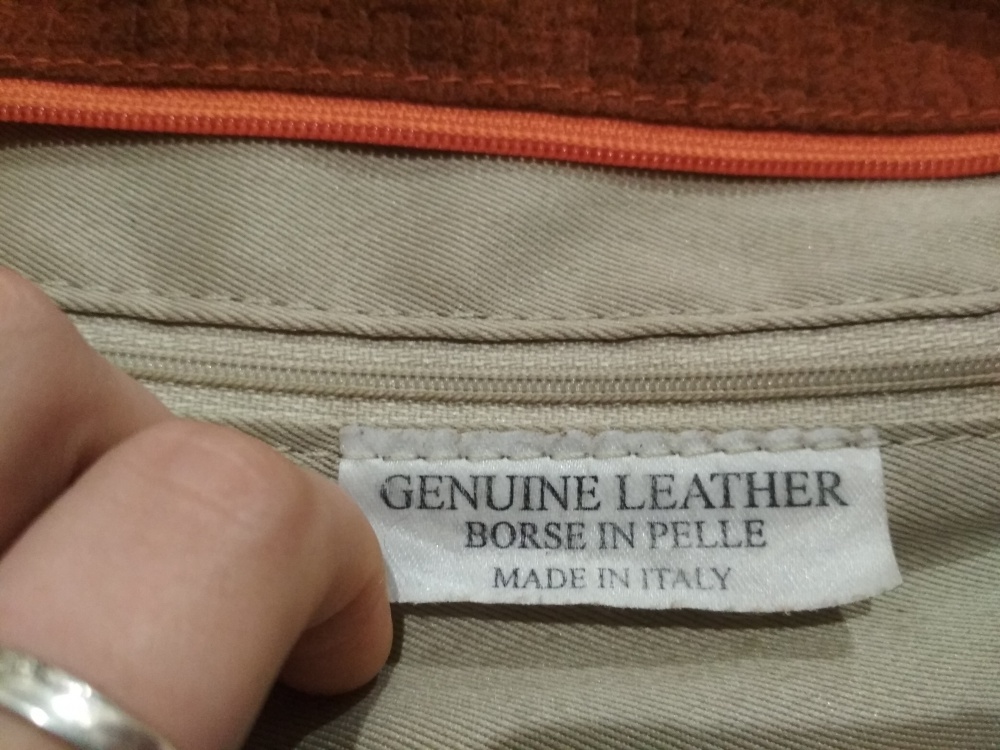 GENUINE LEATHER
BORSE IN PELLE
MADE IN ITALY